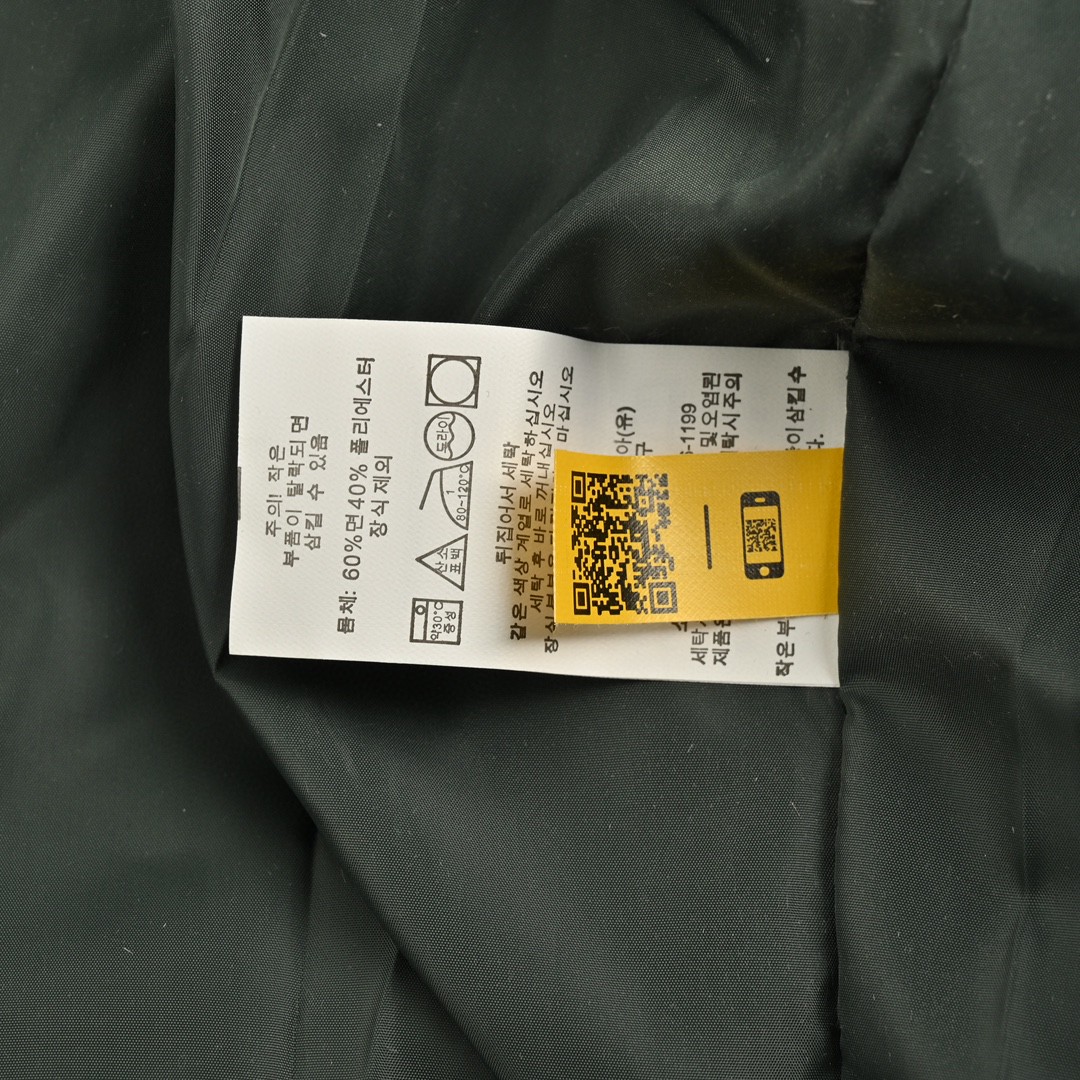 주의! 작은
부품이 탈락되면
삼킬 수 있음
몸체: 60%면40% 폴리에스터
장식제외
약30°C
중성
산소
표백
1
80~120°C
드라이
뒤집어서 세탁
같은 색상 계열로 세탁하십시오
세탁 후 바로 꺼내십시오
마십시오
아(유)
구
-1199
및오염된
세탁
탁시주의
제품
작은부
이삼킬수